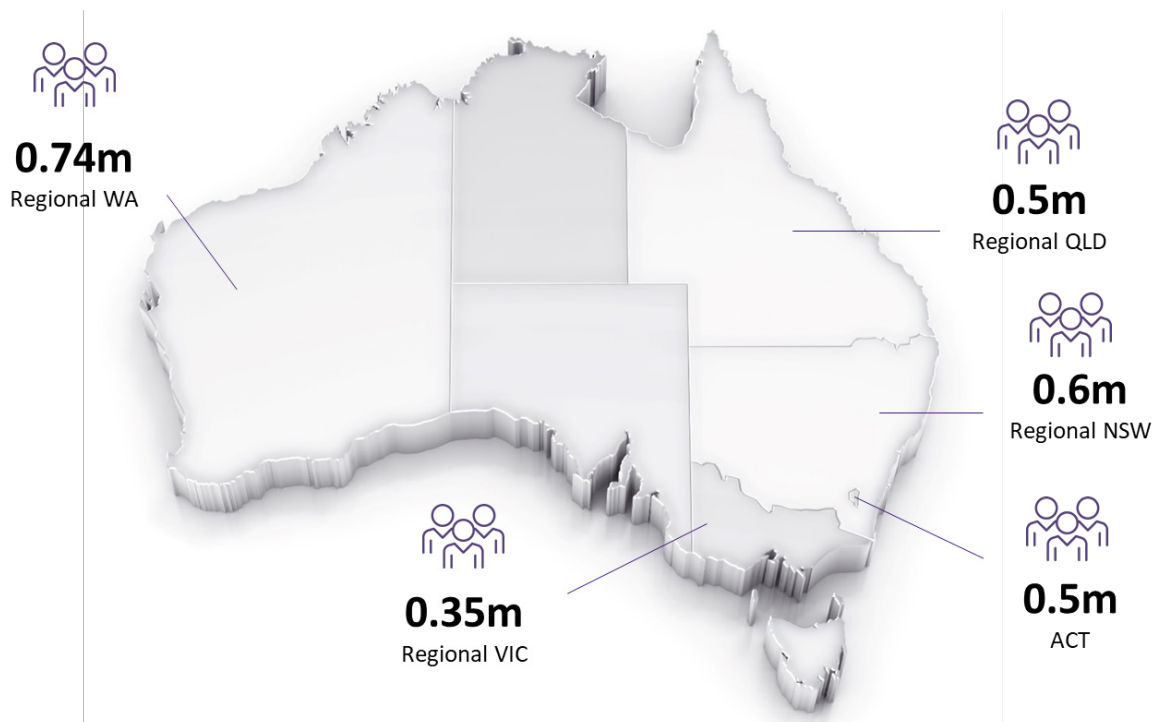 0.74m
Regional WA
0.5m
Regional QLD
0.6m
Regional NSW
0.35m
Regional VIC
0.5m
ACT